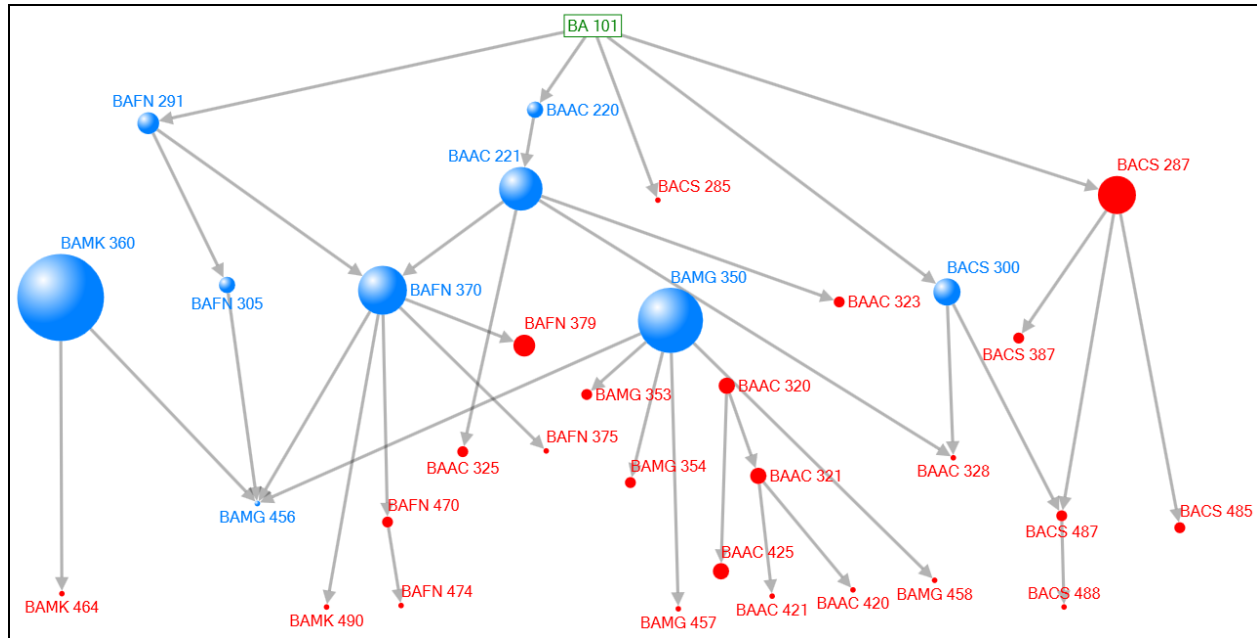 BA 101
BAFN 291
BAAC 220
BAAC 221
BACS 285
BACS 287
BAMK 360
BAFN 305
BAFN 370
BAMG 350
BACS 300
BAAC 323
BAFN 379
BACS 387
BAMG 353
BAAC 320
BAFN 375
BAAC 325
BAMG 354
BAAC 321
BAAC 328
BAMG 456
BAFN 470
BACS 487
BACS 485
BAAC 425
BAMK 464
BAMK 490
BAFN 474
BAMG 457
BAAC 421
BAAC 420
BAMG 458
BACS 488